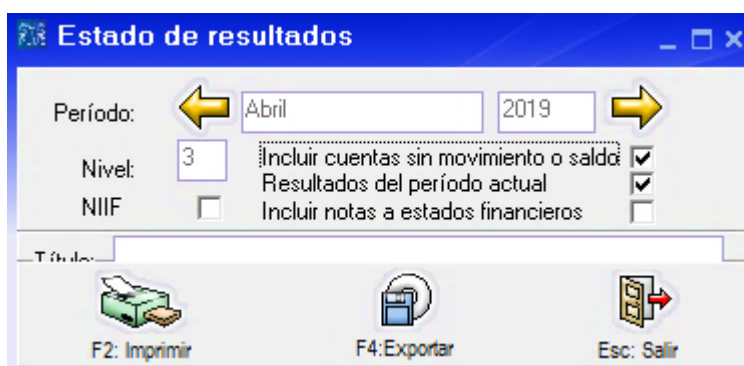 Estado de resultados
Período: Abril 2019
Nivel: 3 Incluir cuentas sin movimiento o saldo
Resultados del período actual
NIIF Incluir notas a estados financieros
Título:
F2: Imprimir F4:Exportar Esc: Salir